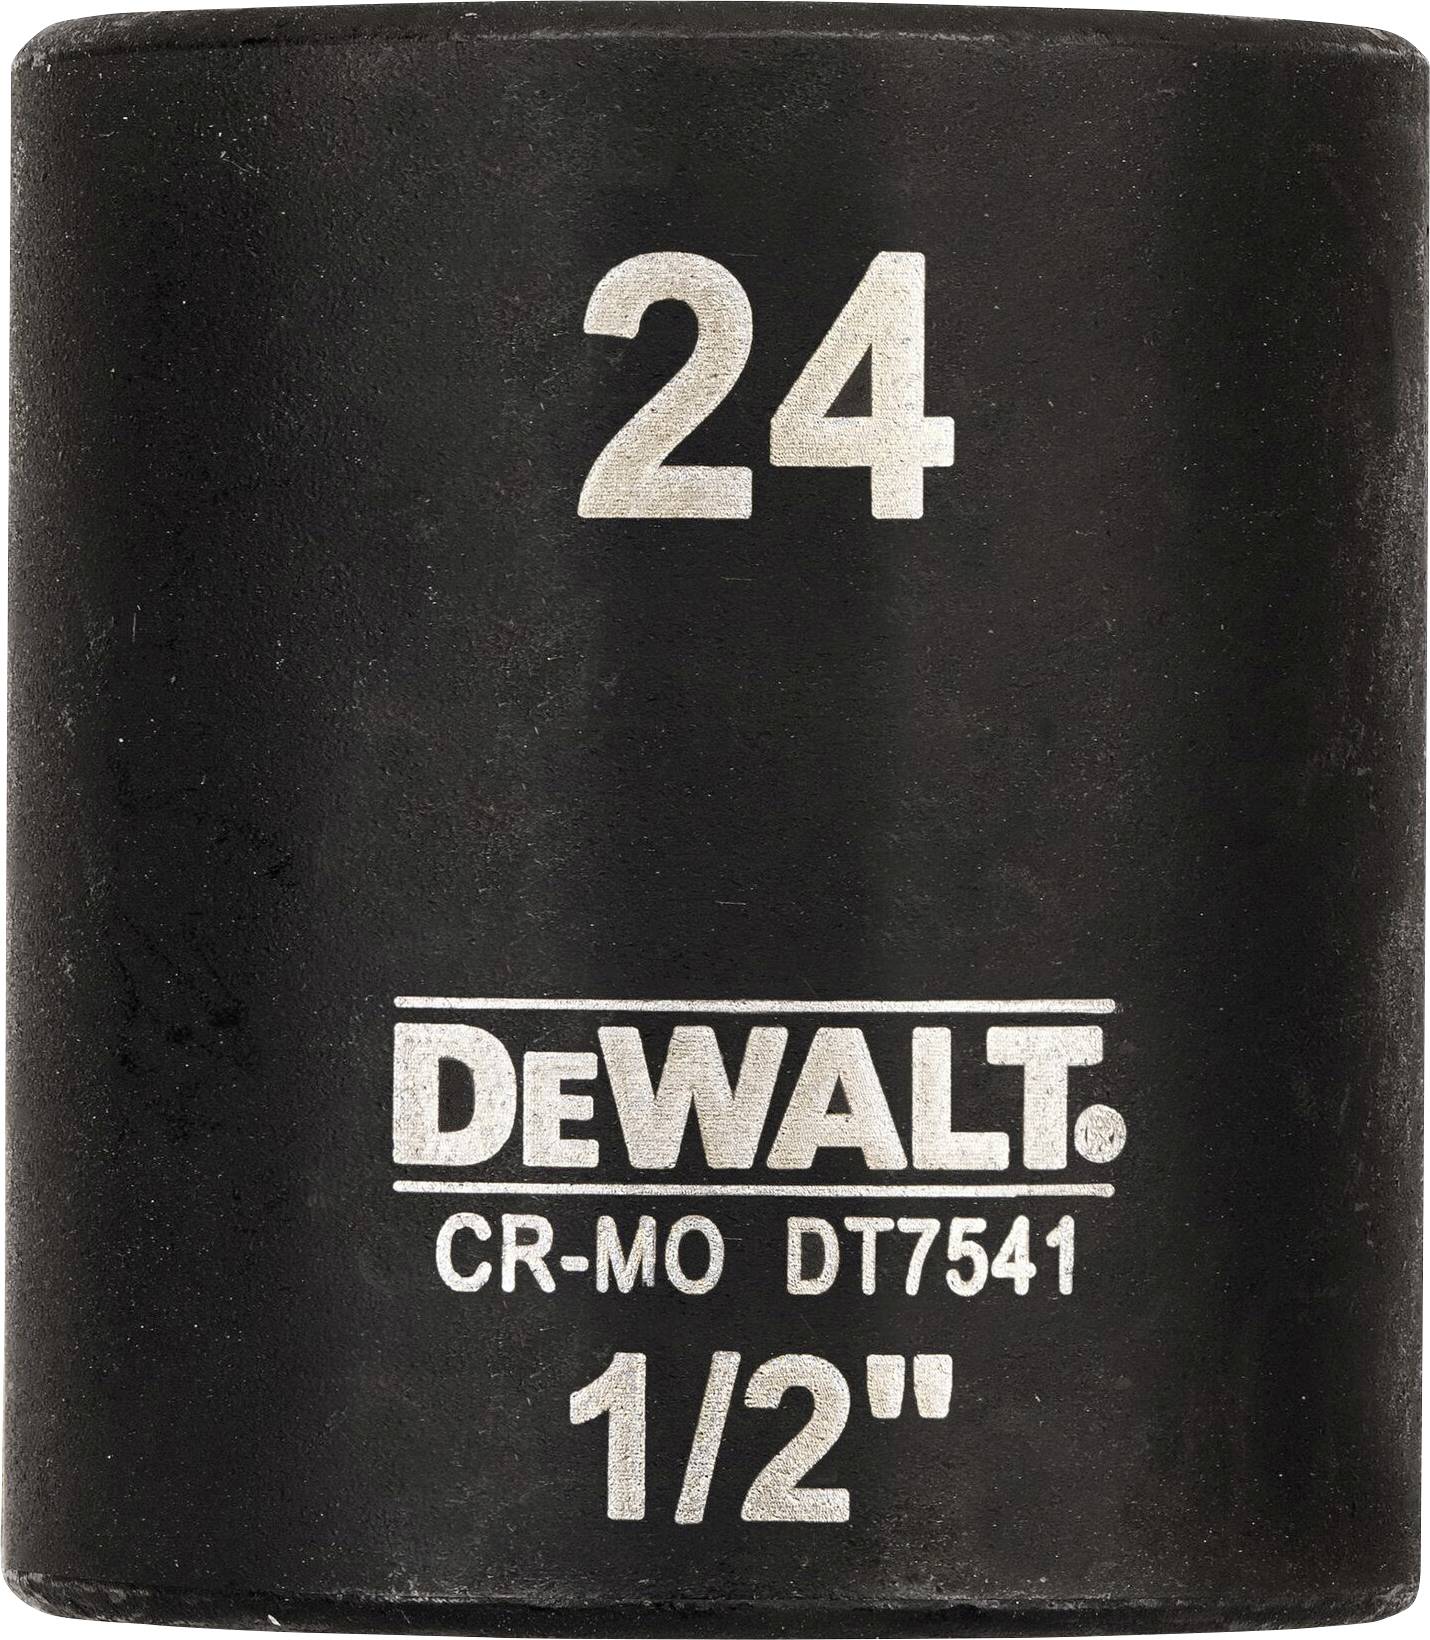 24
DEWALT®
CR-MO DT7541
1/2"